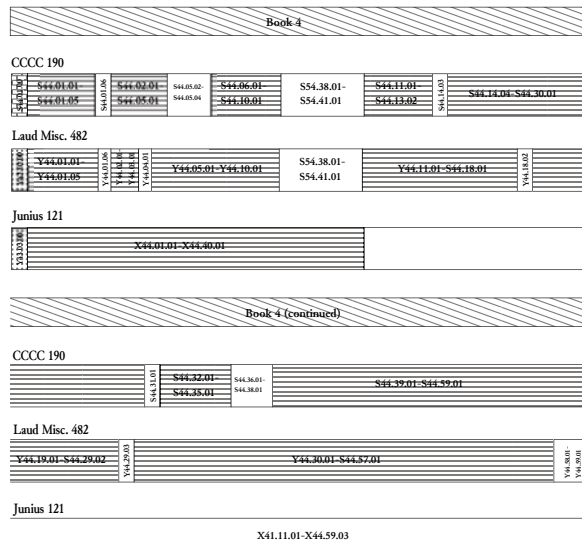 Book 4
CCCC 190
S44.01.01-
S44.01.05
S44.01.06
S44.02.01-
S44.05.01
S44.05.02-
S44.05.04
S44.06.01-
S44.10.01
S54.38.01-
S54.41.01
S44.11.01-
S44.13.02
S44.14.03
S44.14.04-S44.30.01
Laud Misc. 482
Y44.01.01-
Y44.01.05
Y44.01.06
Y44.04.01
Y44.05.01-Y44.10.01
S54.38.01-
S54.41.01
Y44.11.01-S44.18.01
Y44.18.02
Junius 121
X44.01.01-X44.40.01
Book 4 (continued)
CCCC 190
S44.31.01
S44.32.01-
S44.35.01
S44.36.01-
S44.38.01
S44.39.01-S44.59.01
Laud Misc. 482
Y44.19.01-S44.29.02
Y44.29.03
Y44.30.01-S44.57.01
Y44.58.01-
Y44.59.01
Junius 121
X41.11.01-X44.59.03